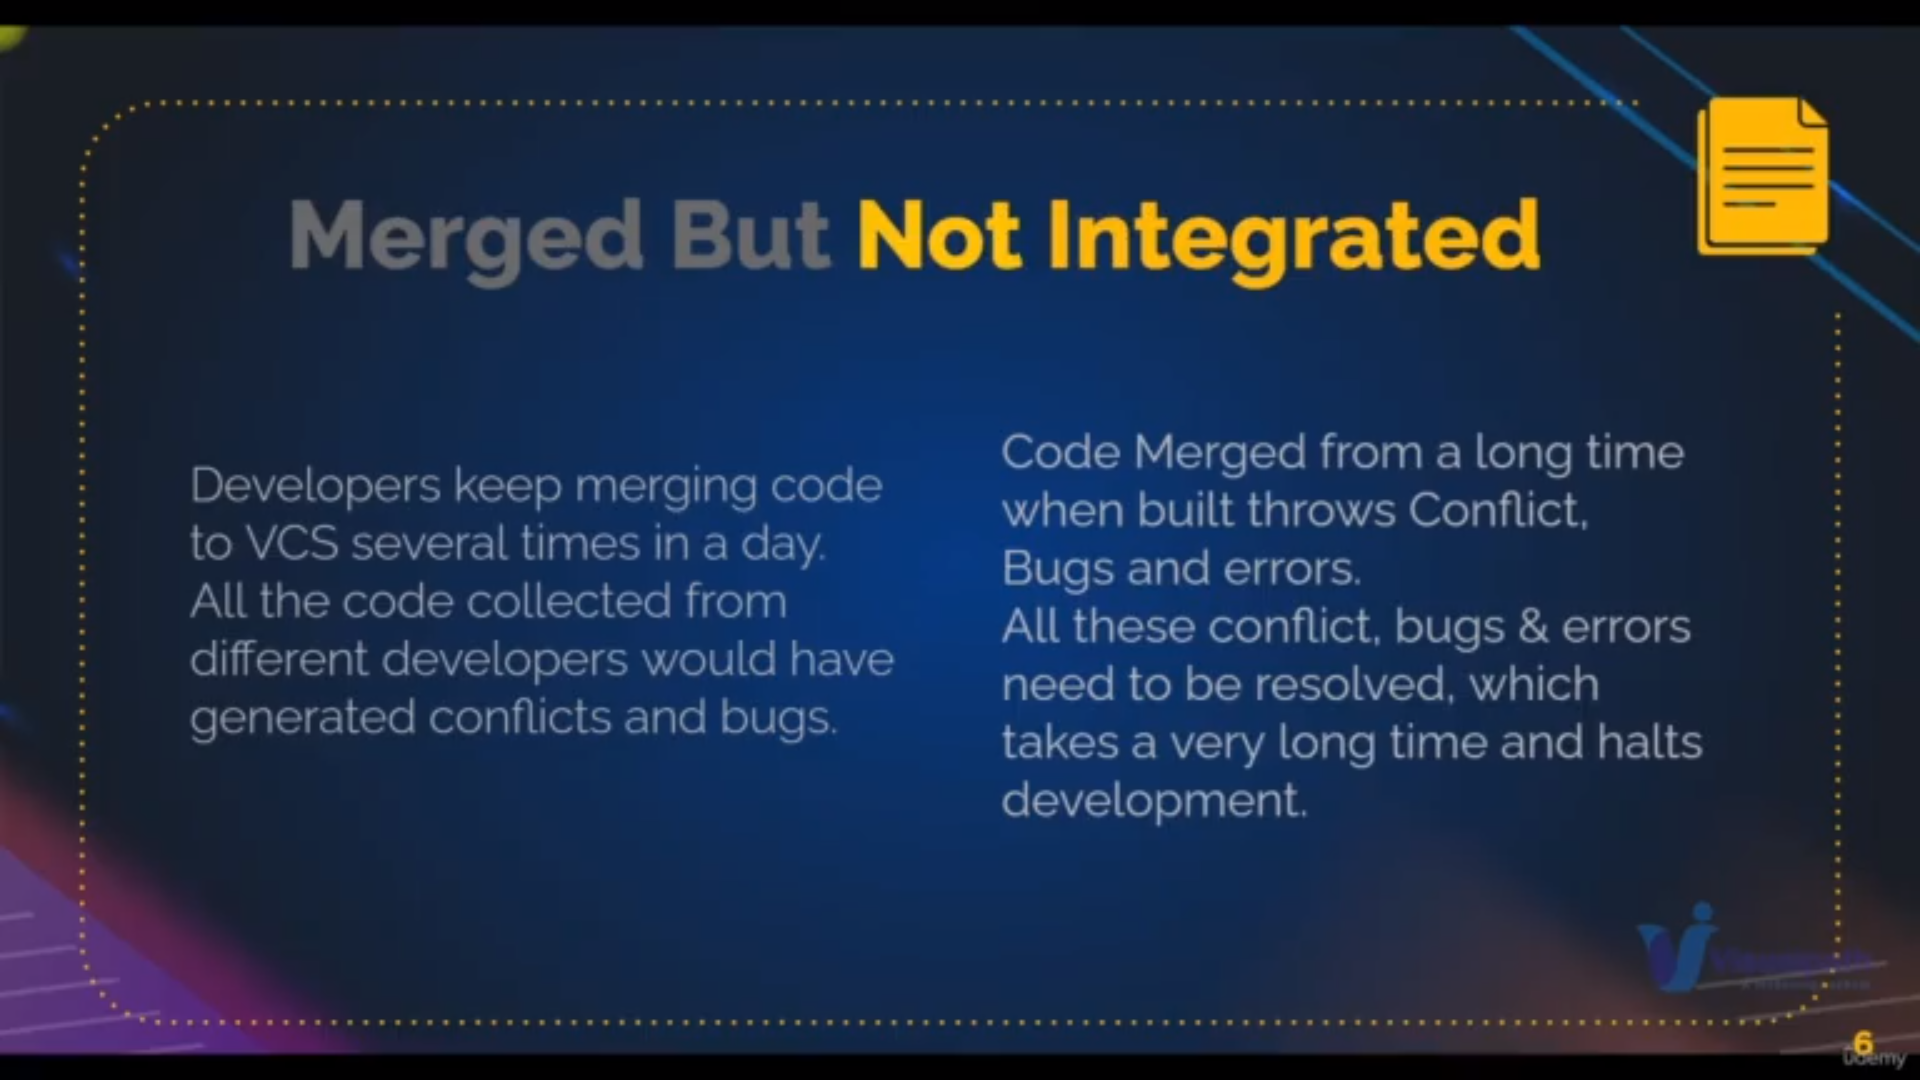 Merged But Not Integrated
Developers keep merging code
to VCS several times in a day.
All the code collected from
different developers would have
generated conflicts and bugs.
Code Merged from a long time
when built throws Conflict,
Bugs and errors.
All these conflict, bugs & errors
need to be resolved, which
takes a very long time and halts
development.
6
ûdemy